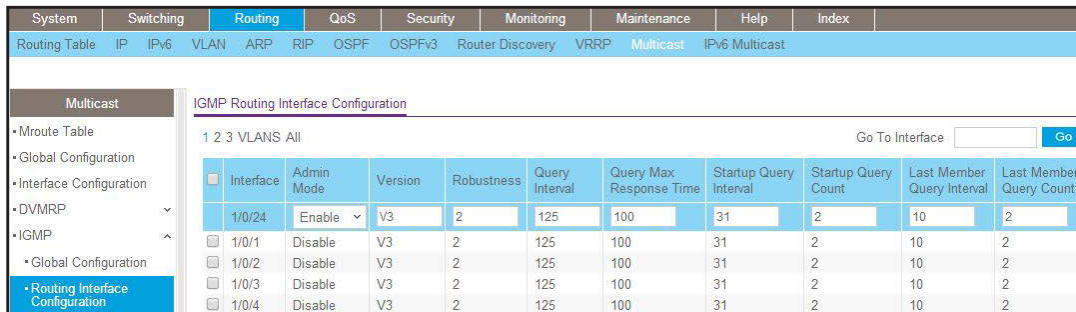 System Switching Routing QoS Security Monitoring Maintenance Help Index
Routing Table IP IPv6 VLAN ARP RIP OSPF OSPFv3 Router Discovery VRRP Multicast IPv6 Multicast
Multicast
Mroute Table
Global Configuration
Interface Configuration
DVMRP
IGMP
Global Configuration
Routing Interface
Configuration
IGMP Routing Interface Configuration
1 2 3 VLANS All Go To Interface Go
Interface Admin Mode Version Robustness Query Interval Query Max Response Time Startup Query Interval Startup Query Count Last Member Query Interval Last Member Query Count
1/0/24 Enable V3 2 125 100 31 2 10 2
1/0/1 Disable V3 2 125 100 31 2 10 2
1/0/2 Disable V3 2 125 100 31 2 10 2
1/0/3 Disable V3 2 125 100 31 2 10 2
1/0/4 Disable V3 2 125 100 31 2 10 2